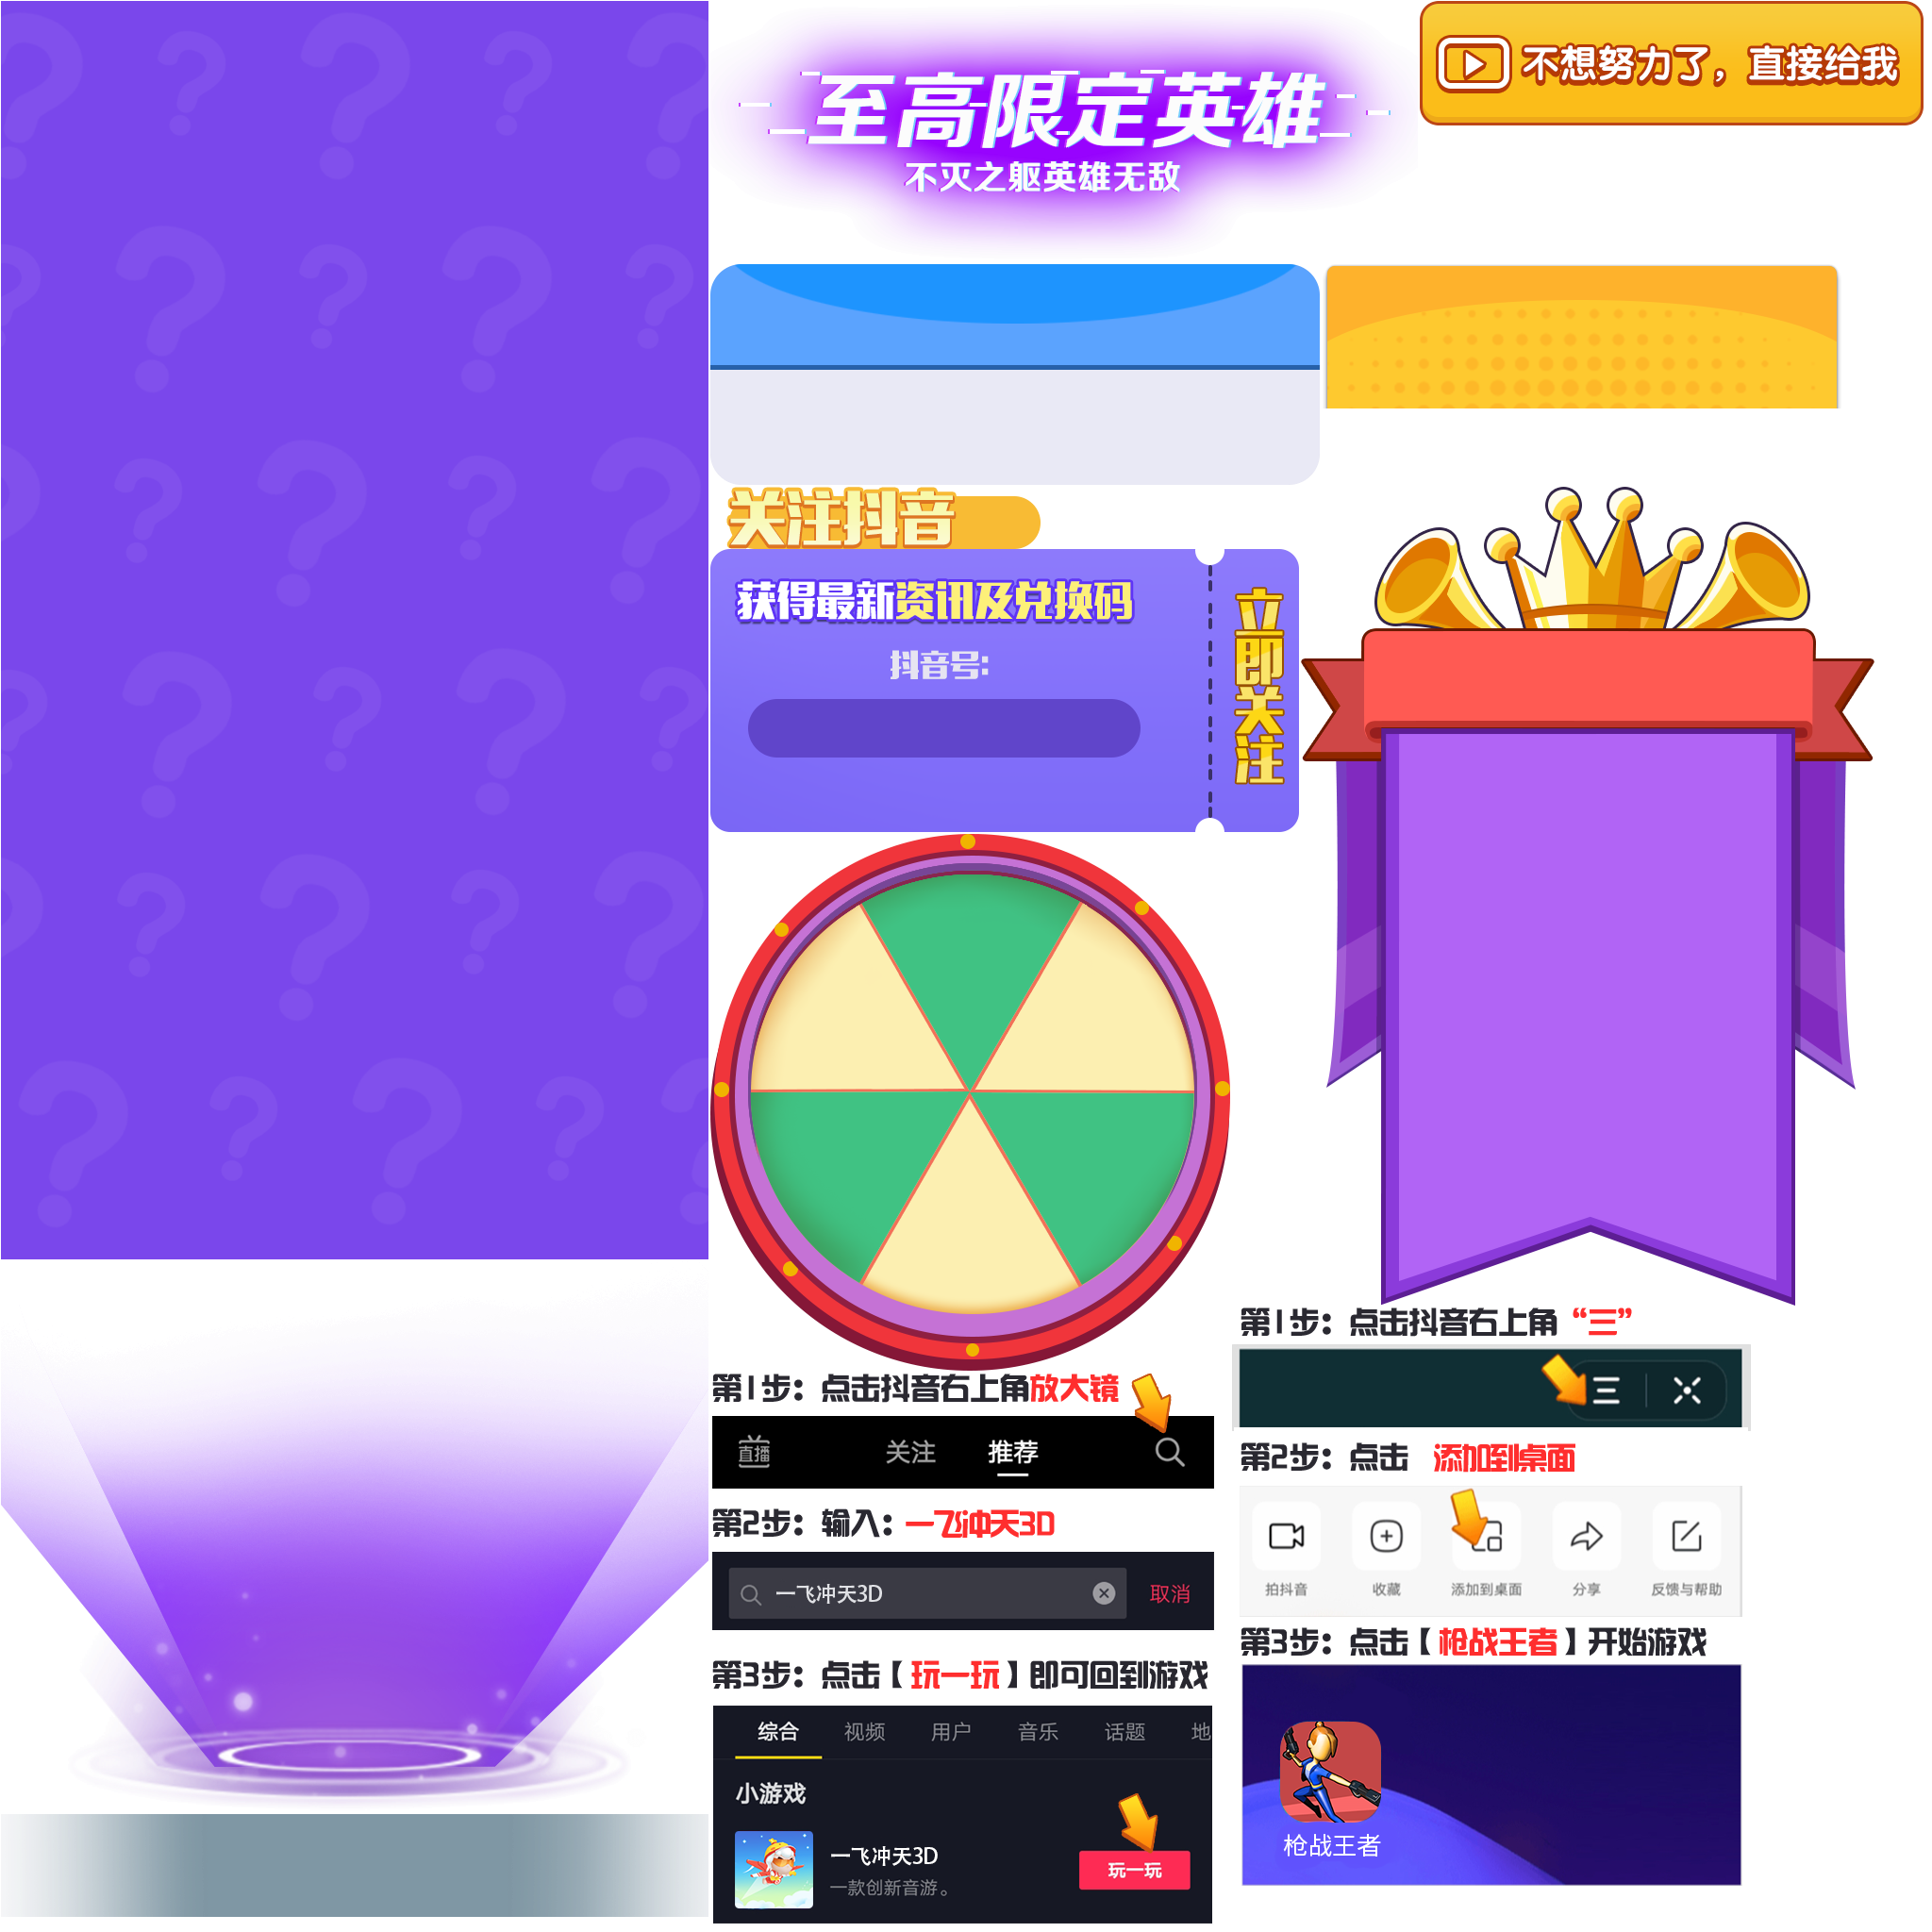 至高限定英雄
不灭之躯英雄无敌
不想努力了，直接给我
关注抖音
获得最新资讯及兑换码
抖音号:
立即关注
第1步：点击抖音右上角放大镜
直播 关注 推荐
第2步：输入：一飞冲天3D
一飞冲天3D 取消
第3步：点击【玩一玩】即可回到游戏
综合 视频 用户 音乐 话题 地
小游戏
一飞冲天3D
一款创新音游。
玩一玩
第1步：点击抖音右上角“三”
第2步：点击 添加到桌面
拍抖音 收藏 添加到桌面 分享 反馈与帮助
第3步：点击【枪战王者】开始游戏
枪战王者